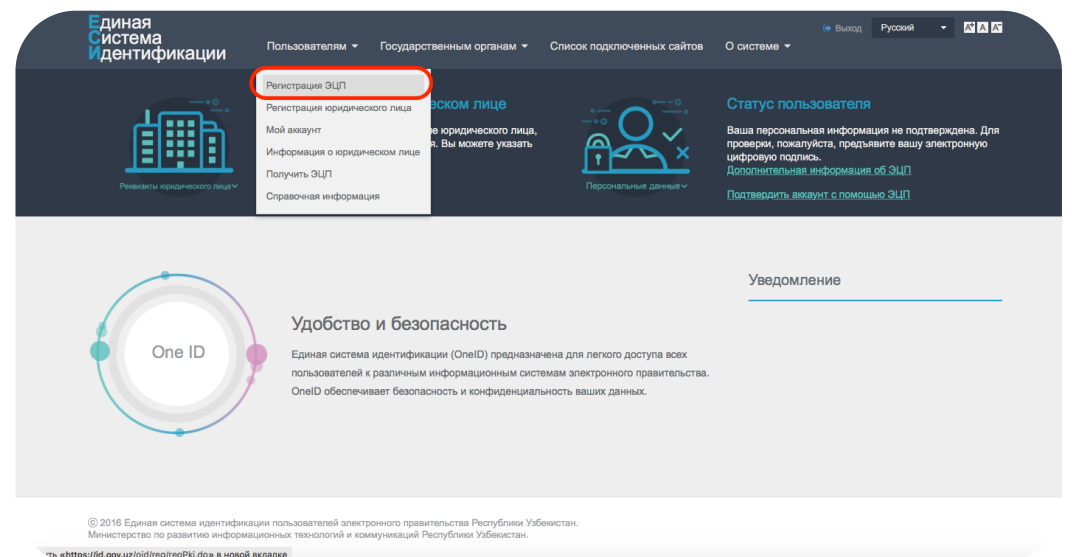 Единая
Система
Идентификации
Пользователям
Государственным органам
Список подключенных сайтов
О системе
Выход
Русский
A+ A A-
Регистрация ЭЦП
Регистрация юридического лица
Мой аккаунт
Информация о юридическом лице
Получить ЭЦП
Справочная информация
Реквизиты юридического лица
еском лице
е юридического лица,
я. Вы можете указать
Персональные данные
Статус пользователя
Ваша персональная информация не подтверждена. Для
проверки, пожалуйста, предъявите вашу электронную
цифровую подпись.
Дополнительная информация об ЭЦП
Подтвердить аккаунт с помощью ЭЦП
One ID
Удобство и безопасность
Единая система идентификации (OneID) предназначена для легкого доступа всех
пользователей к различным информационным системам электронного правительства.
OneID обеспечивает безопасность и конфиденциальность ваших данных.
Уведомление
© 2016 Единая система идентификации пользователей электронного правительства Республики Узбекистан.
Министерство по развитию информационных технологий и коммуникаций Республики Узбекистан.
ть «https://id.gov.uz/oid/reg/regPki.do» в новой вкладке